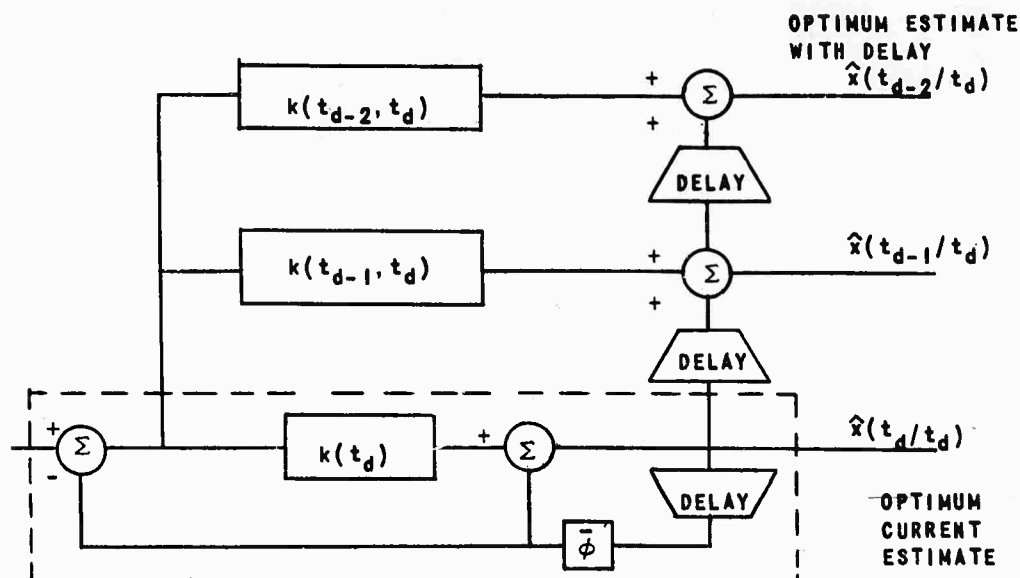 OPTIMUM ESTIMATE
WITH DELAY
k(t_{d-2}, t_d)
+
Σ
x̂(t_{d-2}/t_d)
+
DELAY
k(t_{d-1}, t_d)
+
Σ
x̂(t_{d-1}/t_d)
+
DELAY
+
Σ
-
k(t_d)
+
Σ
x̂(t_d/t_d)
DELAY
ϕ̄
OPTIMUM
CURRENT
ESTIMATE